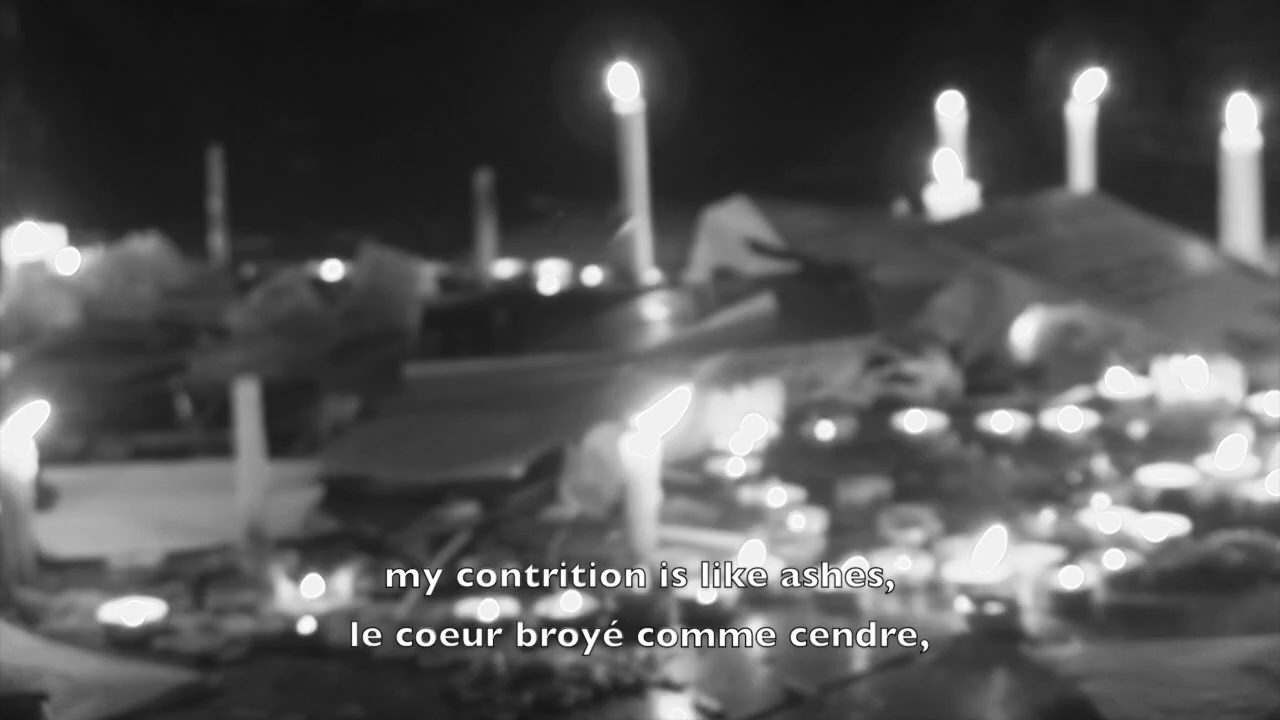 my contrition is like ashes,
le coeur broyé comme cendre,